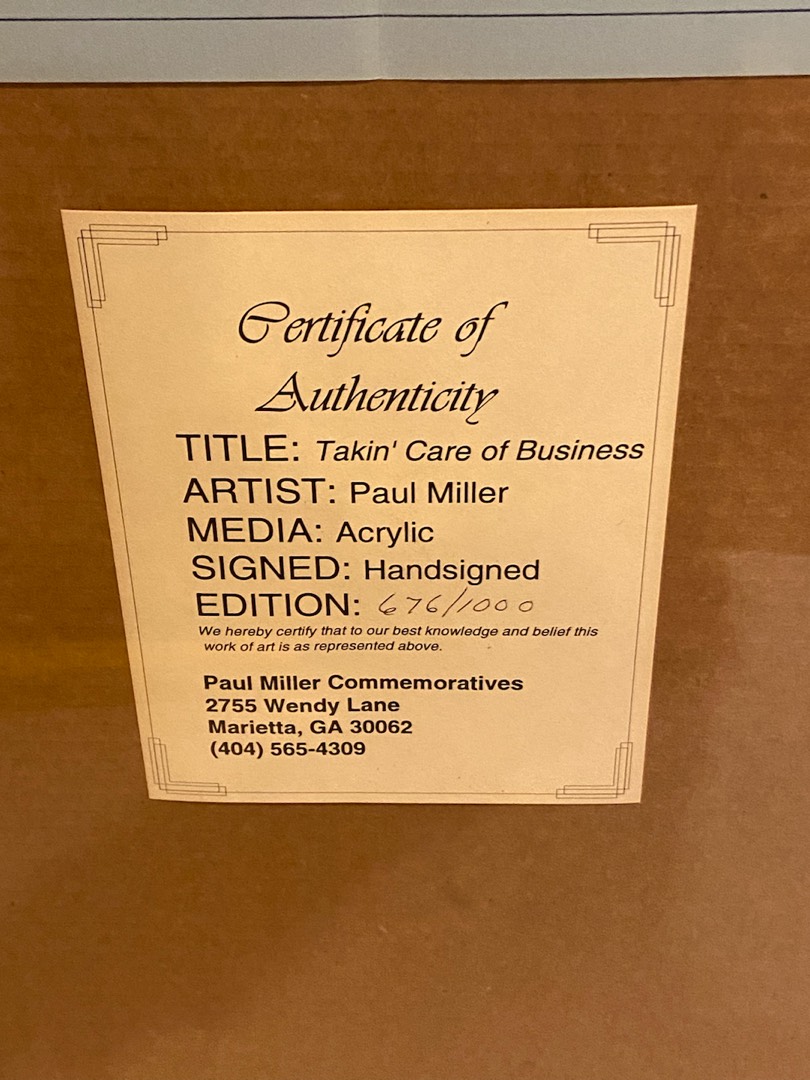 Certificate of
Authenticity
TITLE: Takin' Care of Business
ARTIST: Paul Miller
MEDIA: Acrylic
SIGNED: Handsigned
EDITION: 676/1000
We hereby certify that to our best knowledge and belief this
work of art is as represented above.
Paul Miller Commemoratives
2755 Wendy Lane
Marietta, GA 30062
(404) 565-4309